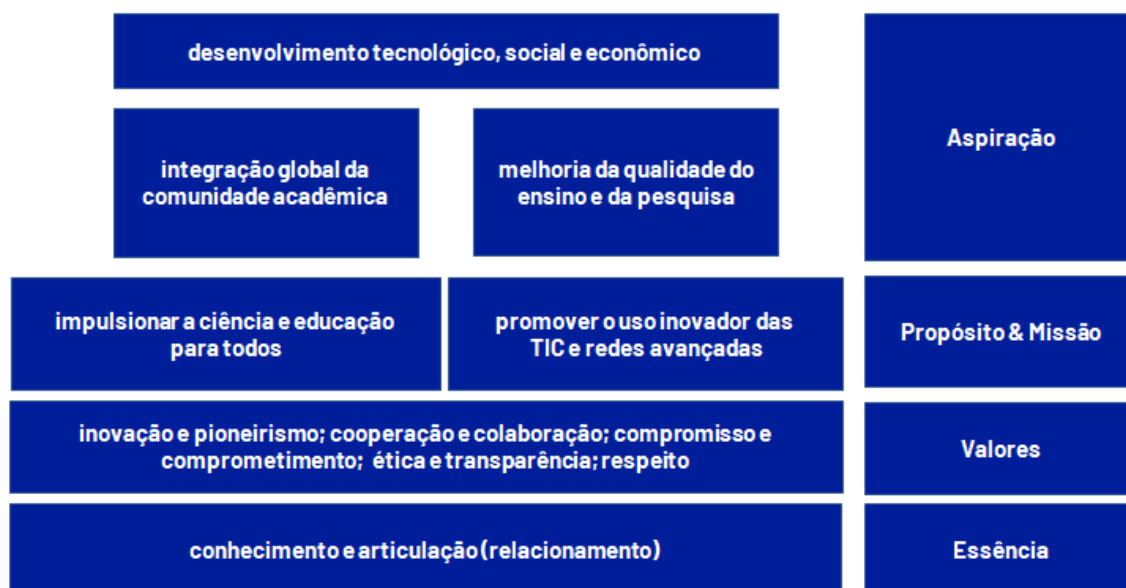 desenvolvimento tecnológico, social e econômico
integração global da
comunidade acadêmica
melhoria da qualidade do
ensino e da pesquisa
Aspiração
impulsionar a ciência e educação
para todos
promover o uso inovador das
TIC e redes avançadas
Propósito & Missão
inovação e pioneirismo; cooperação e colaboração; compromisso e
comprometimento; ética e transparência; respeito
Valores
conhecimento e articulação (relacionamento)
Essência